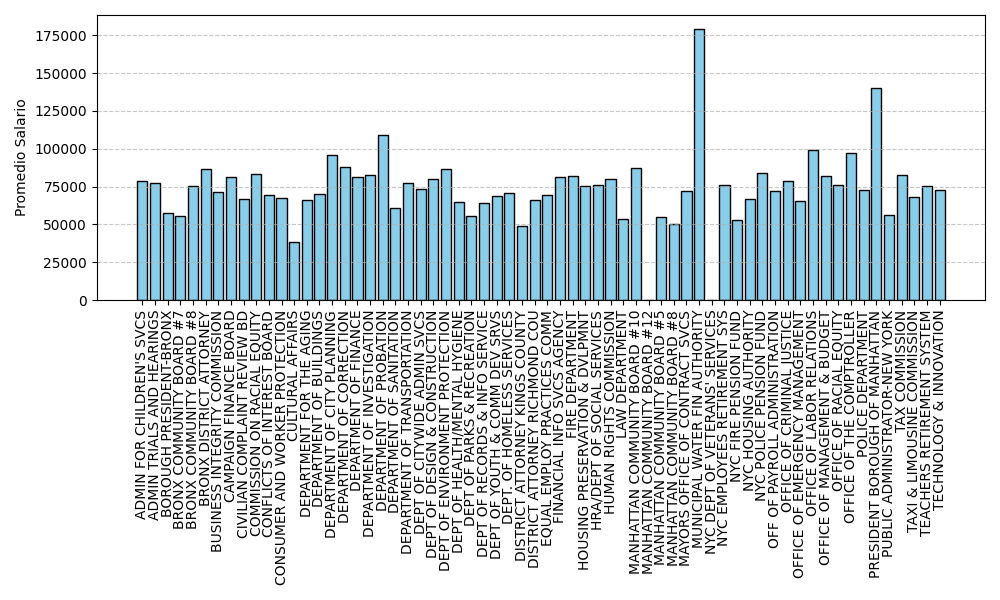 175000
150000
125000
100000
75000
50000
25000
0
Promedio Salario
ADMIN FOR CHILDREN'S SVCS
ADMIN TRIALS AND HEARINGS
BOROUGH PRESIDENT-BRONX
BRONX COMMUNITY BOARD #7
BRONX COMMUNITY BOARD #8
BRONX DISTRICT ATTORNEY
BUSINESS INTEGRITY COMMISSION
CAMPAIGN FINANCE BOARD
CIVILIAN COMPLAINT REVIEW BD
COMMISSION ON RACIAL EQUITY
CONFLICTS OF INTEREST BOARD
CONSUMER AND WORKER PROTECTION
CULTURAL AFFAIRS
DEPARTMENT FOR THE AGING
DEPARTMENT OF BUILDINGS
DEPARTMENT OF CITY PLANNING
DEPARTMENT OF CORRECTION
DEPARTMENT OF FINANCE
DEPARTMENT OF INVESTIGATION
DEPARTMENT OF PROBATION
DEPARTMENT OF SANITATION
DEPARTMENT OF TRANSPORTATION
DEPT OF CITYWIDE ADMIN SVCS
DEPT OF DESIGN & CONSTRUCTION
DEPT OF ENVIRONMENT PROTECTION
DEPT OF HEALTH/MENTAL HYGIENE
DEPT OF PARKS & RECREATION
DEPT OF RECORDS & INFO SERVICE
DEPT OF YOUTH & COMM DEV SRVS
DEPT. OF HOMELESS SERVICES
DISTRICT ATTORNEY KINGS COUNTY
DISTRICT ATTORNEY RICHMOND COU
EQUAL EMPLOY PRACTICES COMM
FINANCIAL INFO SVCS AGENCY
FIRE DEPARTMENT
HOUSING PRESERVATION & DVLPMNT
HRA/DEPT OF SOCIAL SERVICES
HUMAN RIGHTS COMMISSION
LAW DEPARTMENT
MANHATTAN COMMUNITY BOARD #10
MANHATTAN COMMUNITY BOARD #12
MANHATTAN COMMUNITY BOARD #5
MANHATTAN COMMUNITY BOARD #8
MAYORS OFFICE OF CONTRACT SVCS
MUNICIPAL WATER FIN AUTHORITY
NYC DEPT OF VETERANS' SERVICES
NYC EMPLOYEES RETIREMENT SYS
NYC FIRE PENSION FUND
NYC HOUSING AUTHORITY
NYC POLICE PENSION FUND
OFF OF PAYROLL ADMINISTRATION
OFFICE OF CRIMINAL JUSTICE
OFFICE OF EMERGENCY MANAGEMENT
OFFICE OF LABOR RELATIONS
OFFICE OF MANAGEMENT & BUDGET
OFFICE OF RACIAL EQUITY
OFFICE OF THE COMPTROLLER
POLICE DEPARTMENT
PRESIDENT BOROUGH OF MANHATTAN
PUBLIC ADMINISTRATOR-NEW YORK
TAX COMMISSION
TAXI & LIMOUSINE COMMISSION
TEACHERS RETIREMENT SYSTEM
TECHNOLOGY & INNOVATION